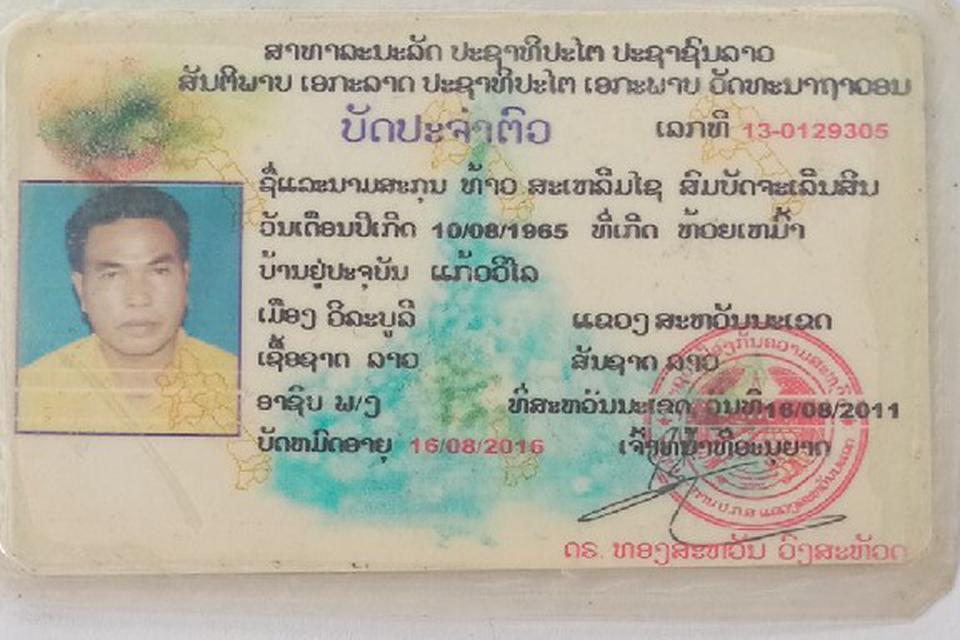 ສາທາລະນະລັດ ປະຊາທິປະໄຕ ປະຊາຊົນລາວ
ສັນຕິພາບ ເອກະລາດ ປະຊາທິປະໄຕ ເອກະພາບ ວັດທະນາຖາວອນ
ບັດປະຈຳຕົວ ເລກທີ 13-0129305
ຊື່ແລະນາມສະກຸນ ທ້າວ ສະເຫລີມໄຊ ສົມບັດຈະເລີນສິນ
ວັນເດືອນປີເກີດ 10/08/1965 ທີ່ເກີດ ຫ້ວຍເຫມົ້າ
ບ້ານຢູ່ປະຈຸບັນ ແກ້ວວິໄລ
ເມືອງ ວິລະບູລີ ແຂວງ ສະຫວັນນະເຂດ
ເຊື້ອຊາດ ລາວ ສັນຊາດ ລາວ
ອາຊິບ ພ/ງ ທີ່ສະຫວັນນະເຂດ, ວັນທີ 16/08/2011
ບັດຫມົດອາຍຸ 16/08/2016 ເຈົ້າຫນ້າທີ່ອະນຸຍາດ
ດຣ. ທອງສະຫວັນ ວົງສະຫັວດ